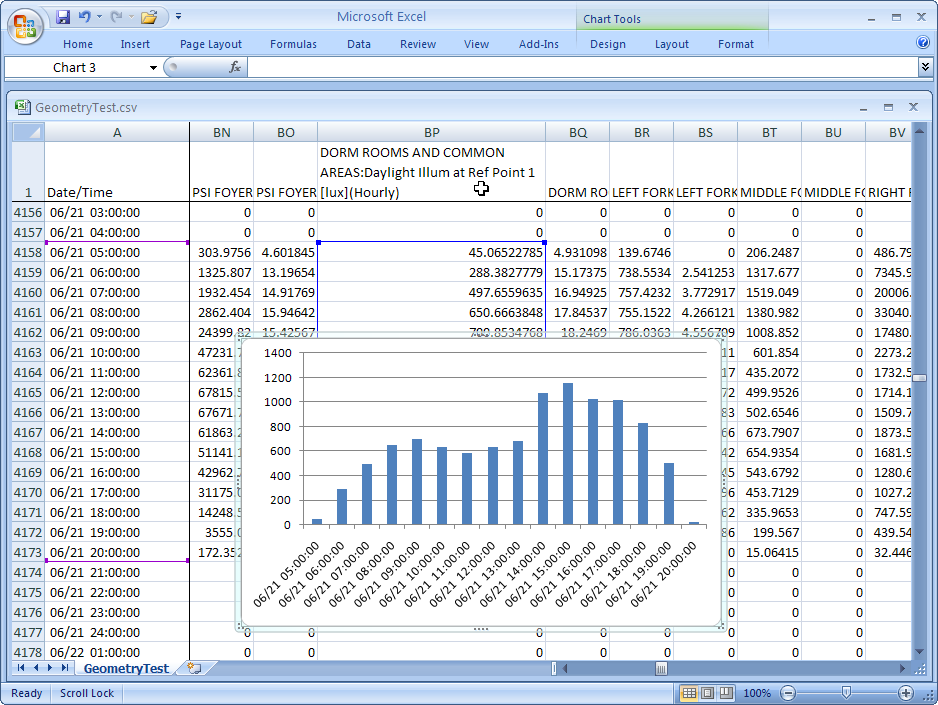 Microsoft Excel
Chart Tools
Home Insert Page Layout Formulas Data Review View Add-Ins Design Layout Format
Chart 3 fx
GeometryTest.csv
A BN BO BP BQ BR BS BT BU BV
DORM ROOMS AND COMMON
AREAS:Daylight Illum at Ref Point 1
1 Date/Time PSI FOYER PSI FOYER [lux](Hourly) DORM RO LEFT FORK LEFT FORK MIDDLE FO MIDDLE FO RIGHT F
4156 06/21 03:00:00 0 0 0 0 0 0 0 0
4157 06/21 04:00:00 0 0 0 0 0 0 0 0
4158 06/21 05:00:00 303.9756 4.601845 45.06522785 4.931098 139.6746 0 206.2487 0 486.79
4159 06/21 06:00:00 1325.807 13.19654 288.3827779 15.17375 738.5534 2.541253 1317.677 0 7345.9
4160 06/21 07:00:00 1932.454 14.91769 497.6559635 16.94925 757.4232 3.772917 1519.049 0 20006.
4161 06/21 08:00:00 2862.404 15.94642 650.6663848 17.84537 755.1522 4.266121 1380.982 0 33040.
4162 06/21 09:00:00 24399.82 15.42567 700.8534768 18.2469 786.0363 4.556709 1008.852 0 17480.
4163 06/21 10:00:00 47231. 11 601.854 0 2273.2
4164 06/21 11:00:00 62361. 17 435.2072 0 1732.5
4165 06/21 12:00:00 67815. 72 499.9526 0 1714.1
4166 06/21 13:00:00 67671. 83 502.6546 0 1509.7
4167 06/21 14:00:00 61863. 66 673.7907 0 1873.5
4168 06/21 15:00:00 51141. 42 654.9354 0 1681.9
4169 06/21 16:00:00 42962. 543.6792 0 1280.6
4170 06/21 17:00:00 31175. 96 453.7129 0 1027.2
4171 06/21 18:00:00 14248. 335.9653 0 747.59
4172 06/21 19:00:00 3555. 86 199.567 0 439.54
4173 06/21 20:00:00 172.352 0 15.06415 0 32.446
4174 06/21 21:00:00 0 0 0
4175 06/21 22:00:00 0 0 0
4176 06/21 23:00:00 0 0 0
4177 06/21 24:00:00 0 0 0 0 0 0 0 0
4178 06/22 01:00:00 0 0 0 0 0 0 0 0
1400
1200
1000
800
600
400
200
0
06/21 05:00:00
06/21 06:00:00
06/21 07:00:00
06/21 08:00:00
06/21 09:00:00
06/21 10:00:00
06/21 11:00:00
06/21 12:00:00
06/21 13:00:00
06/21 14:00:00
06/21 15:00:00
06/21 16:00:00
06/21 17:00:00
06/21 18:00:00
06/21 19:00:00
06/21 20:00:00
GeometryTest
Ready Scroll Lock 100%